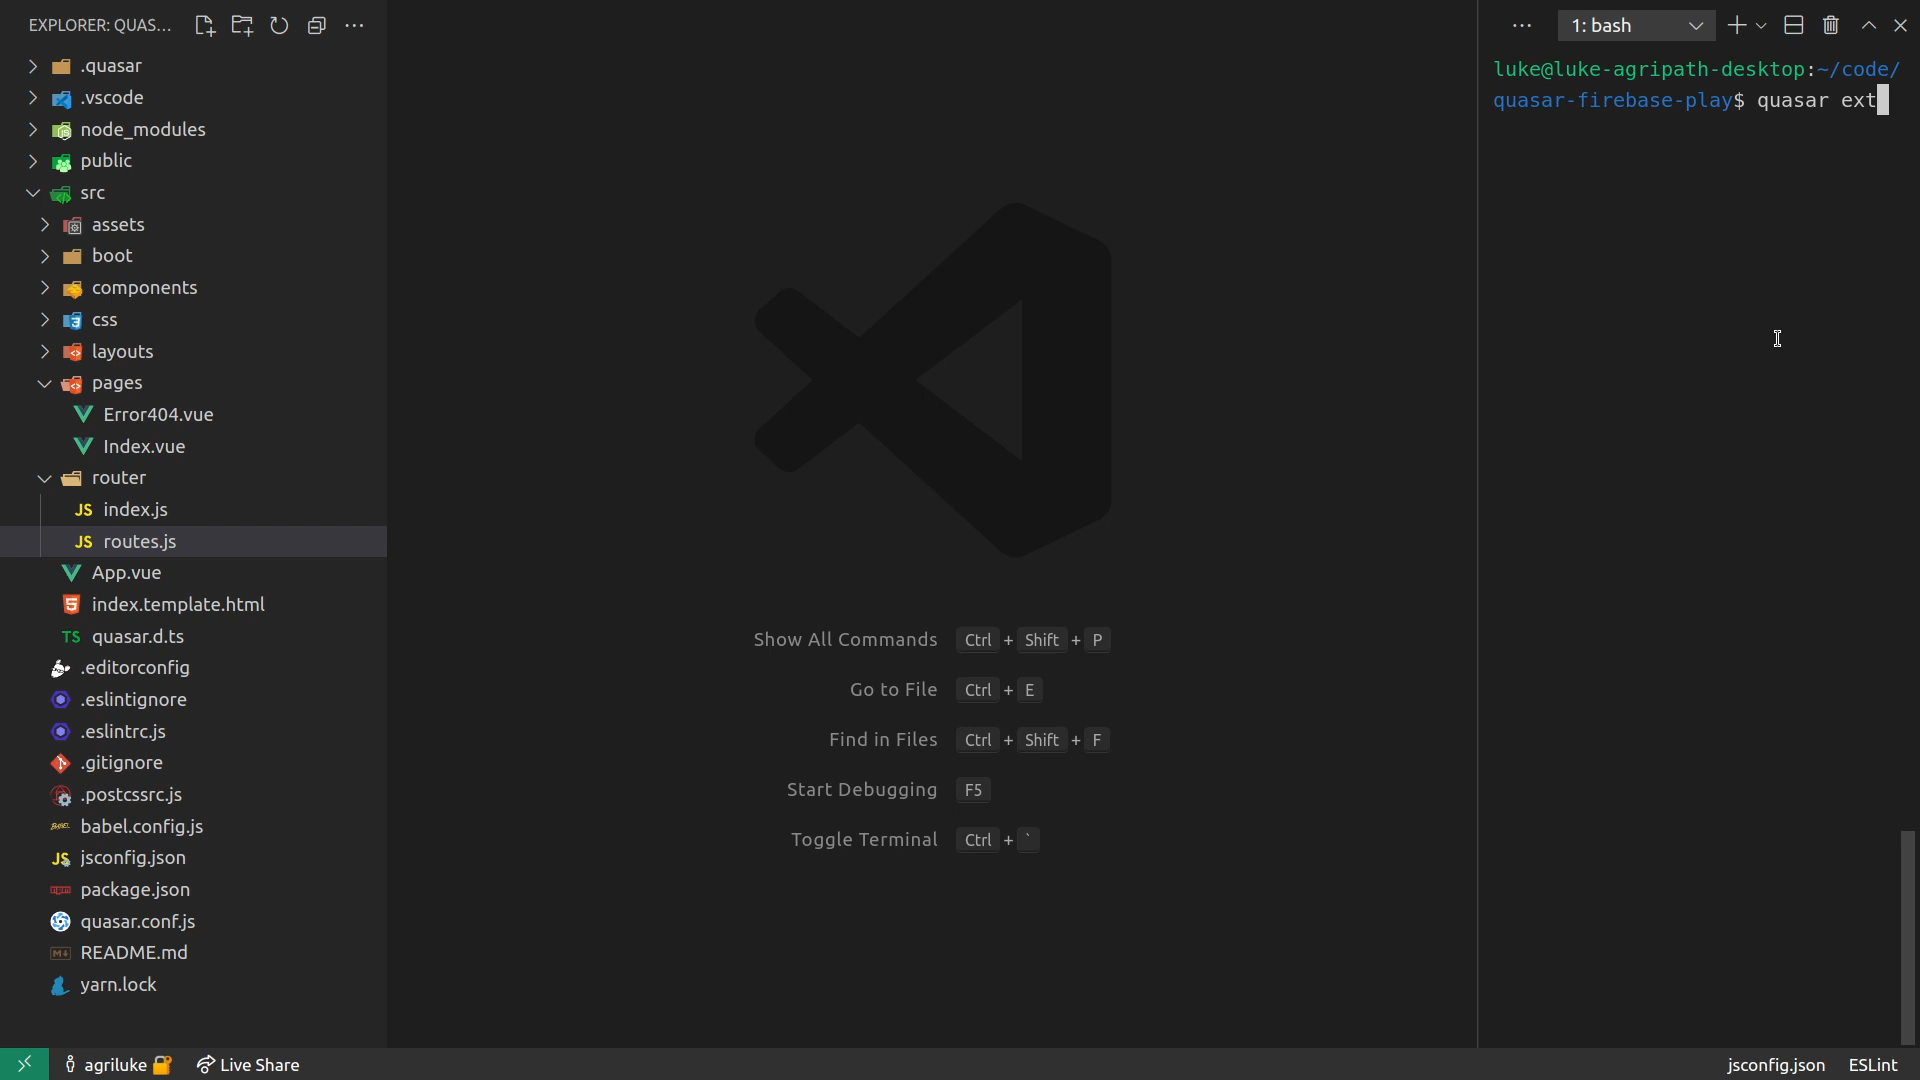 EXPLORER: QUAS...
.quasar
.vscode
node_modules
public
src
assets
boot
components
css
layouts
pages
Error404.vue
Index.vue
router
JS index.js
JS routes.js
App.vue
index.template.html
TS quasar.d.ts
.editorconfig
.eslintignore
.eslintrc.js
.gitignore
.postcssrc.js
babel.config.js
JS jsconfig.json
package.json
quasar.conf.js
README.md
yarn.lock
Show All Commands Ctrl + Shift + P
Go to File Ctrl + E
Find in Files Ctrl + Shift + F
Start Debugging F5
Toggle Terminal Ctrl + `
1: bash
luke@luke-agripath-desktop:~/code/
quasar-firebase-play$ quasar ext
agriluke
Live Share
jsconfig.json
ESLint